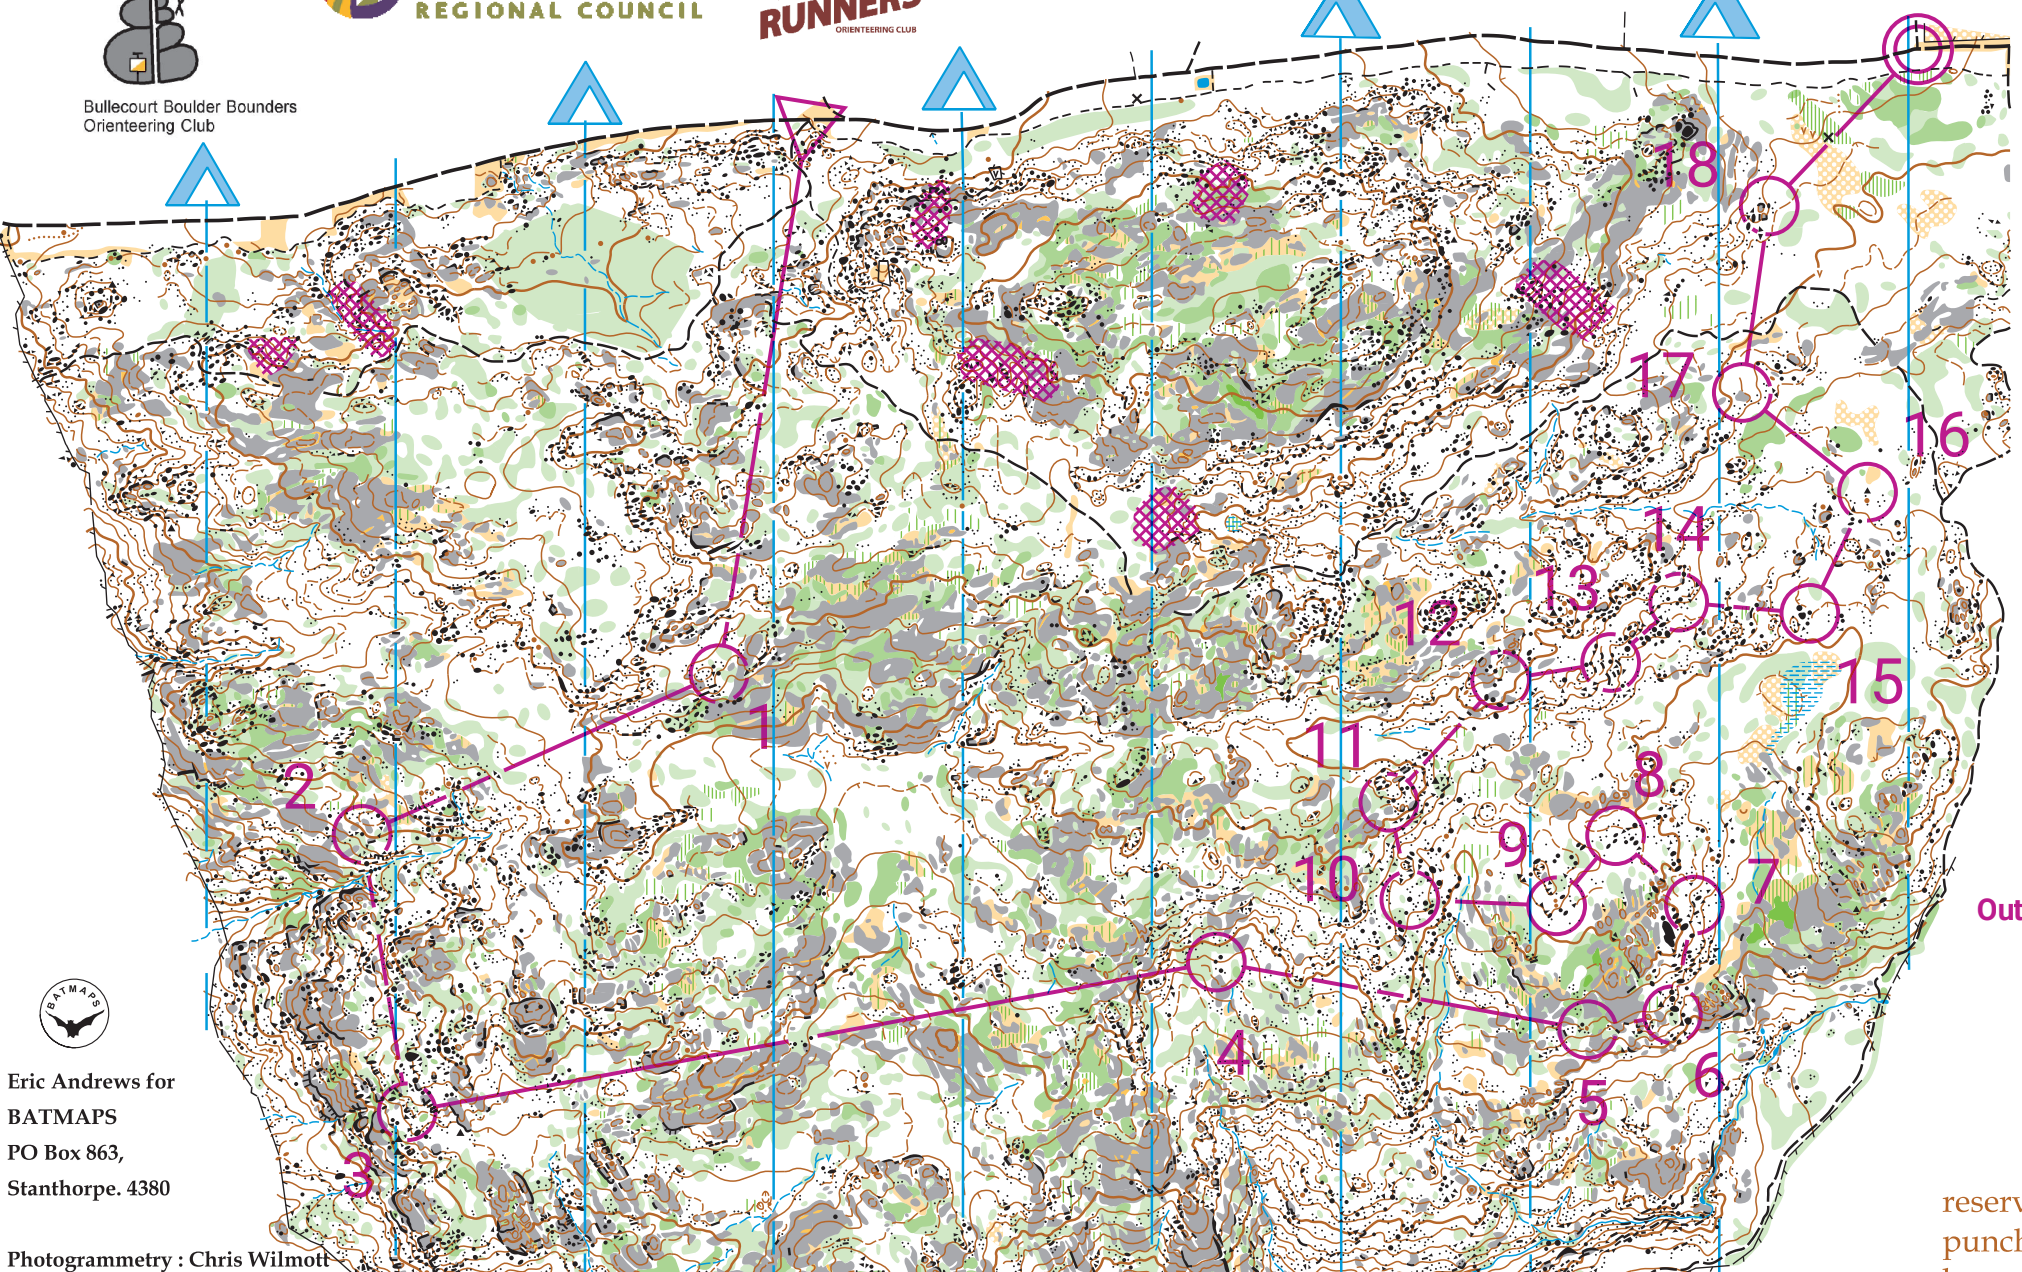 REGIONAL COUNCIL
RUNNERS
ORIENTEERING CLUB
Bullecourt Boulder Bounders
Orienteering Club
18
17
16
14
13
12
15
1
11
2
8
9
10
7
Out
4
6
5
3
BATMAPS
Eric Andrews for
BATMAPS
PO Box 863,
Stanthorpe. 4380
Photogrammetry : Chris Wilmott
reserv
punch